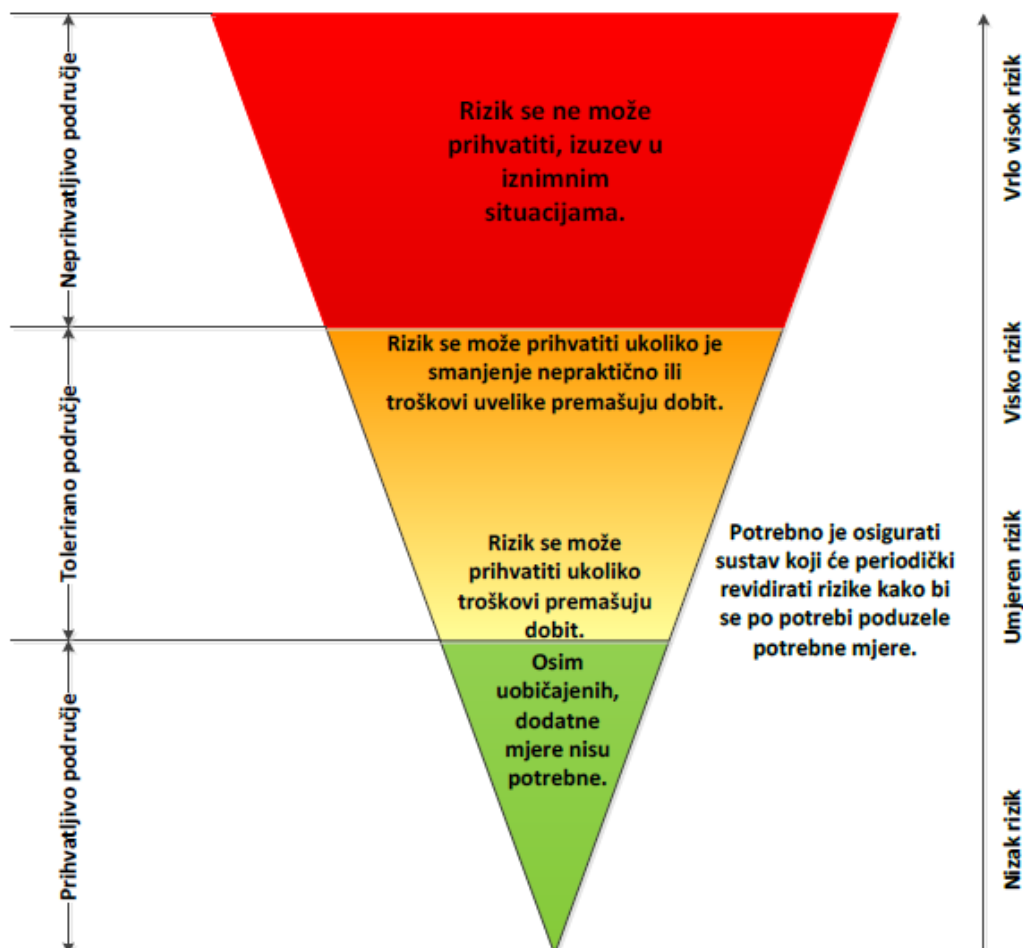 Neprihvatljivo područje
Rizik se ne može
prihvatiti, izuzev u
iznimnim
situacijama.
Vrlo visok rizik
Tolerirano područje
Rizik se može prihvatiti ukoliko je
smanjenje nepraktično ili
troškovi uvelike premašuju dobit.
Visko rizik
Rizik se može
prihvatiti ukoliko
troškovi premašuju
dobit.
Potrebno je osigurati
sustav koji će periodički
revidirati rizike kako bi
se po potrebi poduzele
potrebne mjere.
Umjeren rizik
Prihvatljivo područje
Osim
uobičajenih,
dodatne
mjere nisu
potrebne.
Nizak rizik